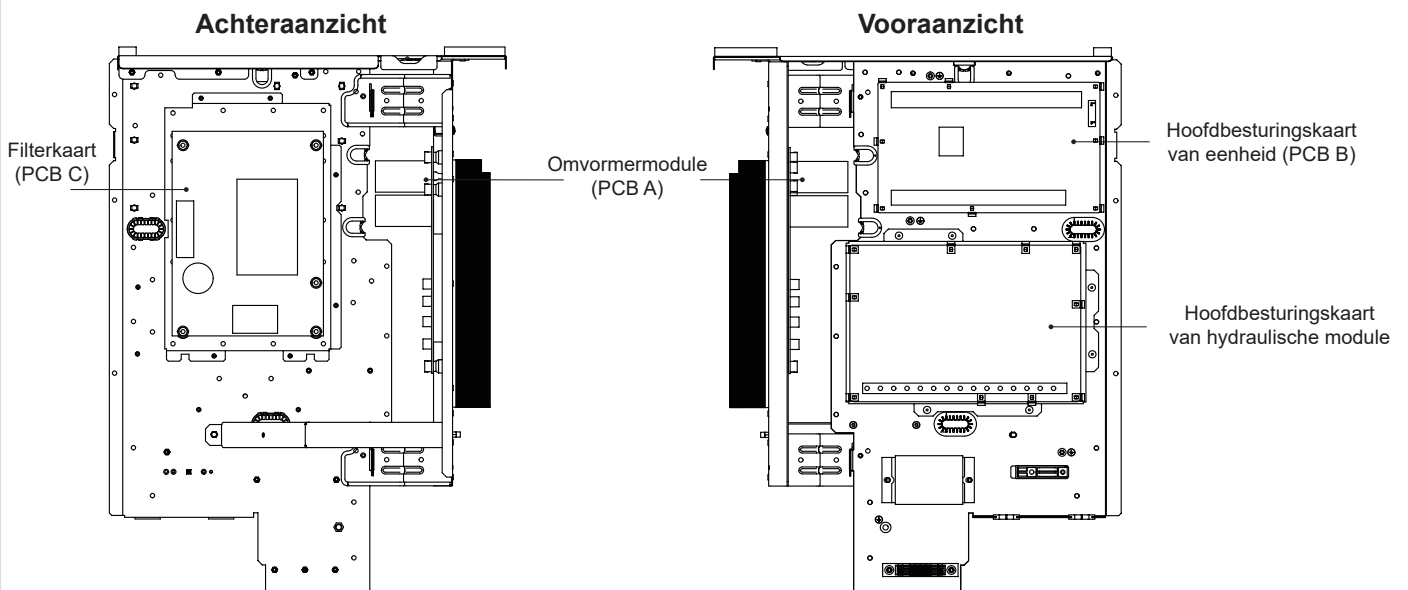 Achteraanzicht
Vooraanzicht
Filterkaart
(PCB C)
Omvormermodule
(PCB A)
Hoofdbesturingskaart
van eenheid (PCB B)
Hoofdbesturingskaart
van hydraulische module